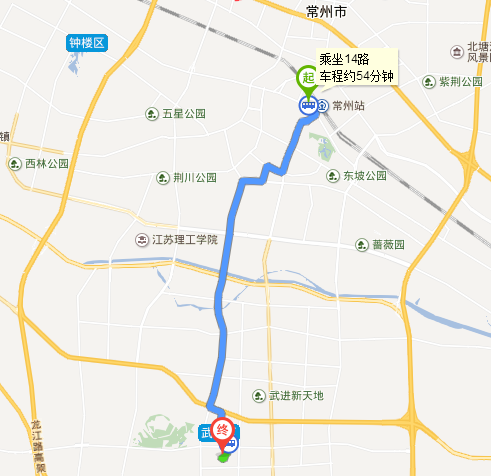 常州市
钟楼区
北塘
风景
乘坐14路
车程约54分钟
起
紫荆公园
常州站
五星公园
镇
西林公园
荆川公园
东坡公园
江苏理工学院
蔷薇园
武进新天地
武
终
龙江路高架